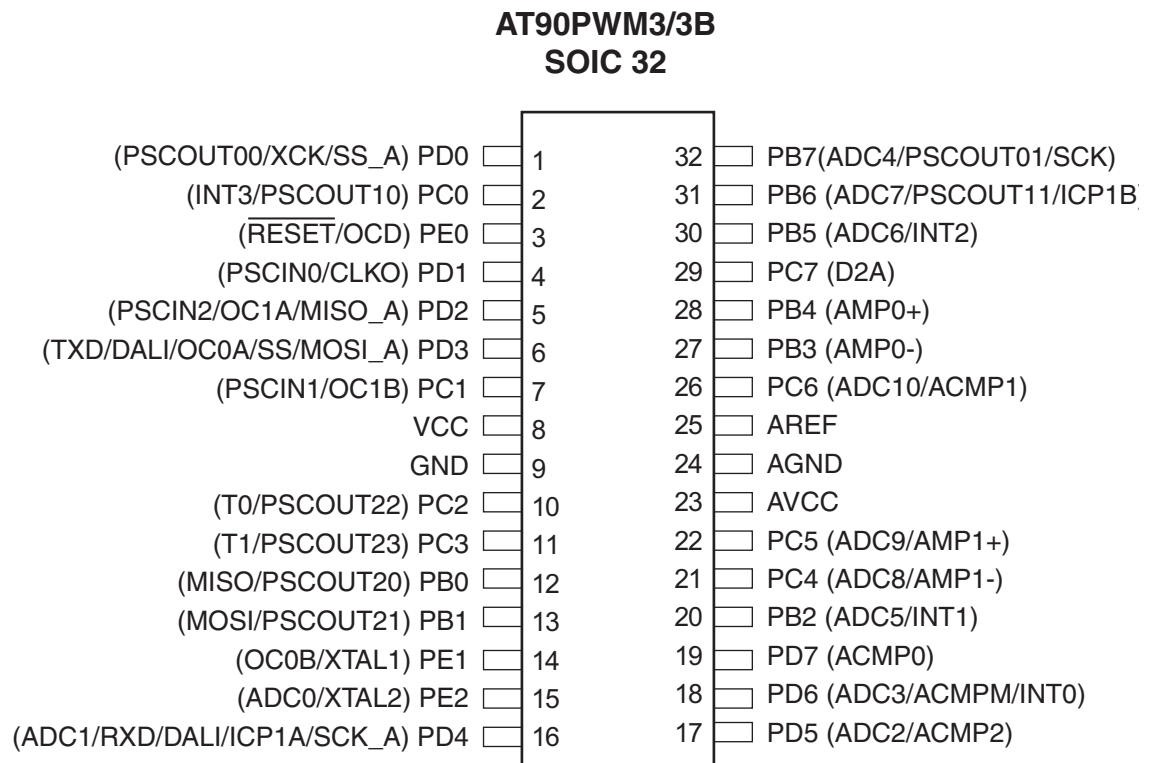 AT90PWM3/3B
SOIC 32
(PSCOUT00/XCK/SS_A) PD0 1 32 PB7(ADC4/PSCOUT01/SCK)
(INT3/PSCOUT10) PC0 2 31 PB6 (ADC7/PSCOUT11/ICP1B)
(RESET/OCD) PE0 3 30 PB5 (ADC6/INT2)
(PSCIN0/CLKO) PD1 4 29 PC7 (D2A)
(PSCIN2/OC1A/MISO_A) PD2 5 28 PB4 (AMP0+)
(TXD/DALI/OC0A/SS/MOSI_A) PD3 6 27 PB3 (AMP0-)
(PSCIN1/OC1B) PC1 7 26 PC6 (ADC10/ACMP1)
VCC 8 25 AREF
GND 9 24 AGND
(T0/PSCOUT22) PC2 10 23 AVCC
(T1/PSCOUT23) PC3 11 22 PC5 (ADC9/AMP1+)
(MISO/PSCOUT20) PB0 12 21 PC4 (ADC8/AMP1-)
(MOSI/PSCOUT21) PB1 13 20 PB2 (ADC5/INT1)
(OC0B/XTAL1) PE1 14 19 PD7 (ACMP0)
(ADC0/XTAL2) PE2 15 18 PD6 (ADC3/ACMPM/INT0)
(ADC1/RXD/DALI/ICP1A/SCK_A) PD4 16 17 PD5 (ADC2/ACMP2)